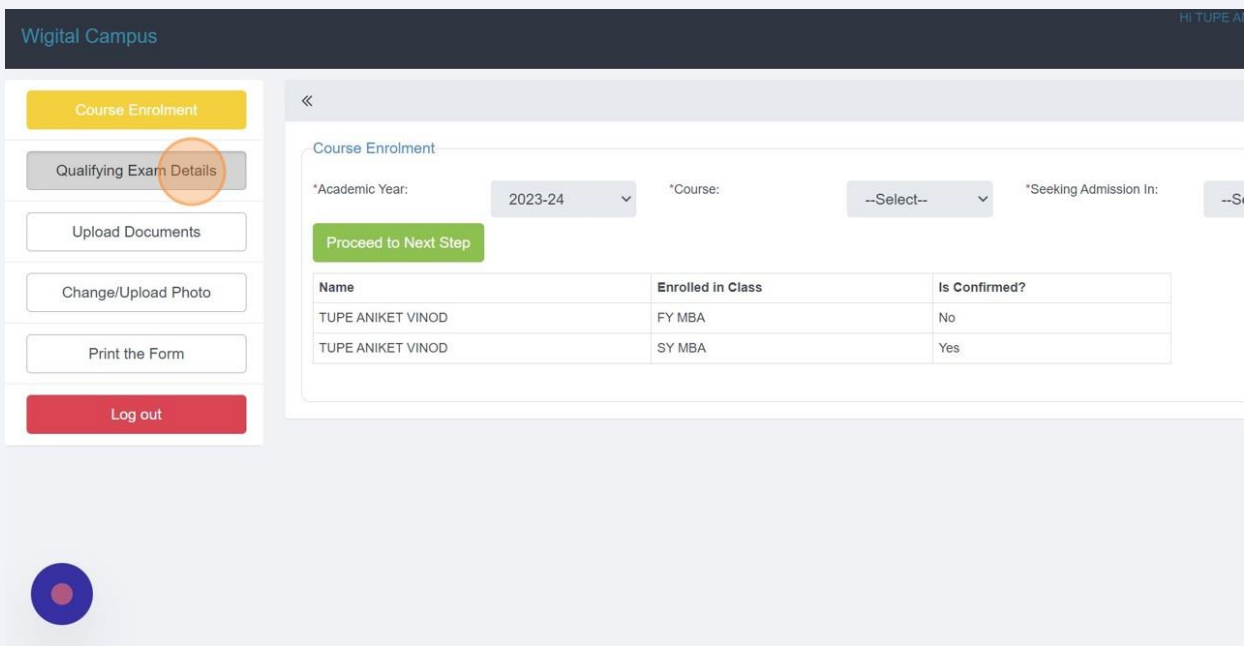 Hi TUPE
Wigital Campus
Course Enrolment
Qualifying Exam Details
Upload Documents
Change/Upload Photo
Print the Form
Log out
«
Course Enrolment
*Academic Year: 2023-24 *Course: --Select-- *Seeking Admission In:
Proceed to Next Step
Name Enrolled in Class Is Confirmed?
TUPE ANIKET VINOD FY MBA No
TUPE ANIKET VINOD SY MBA Yes